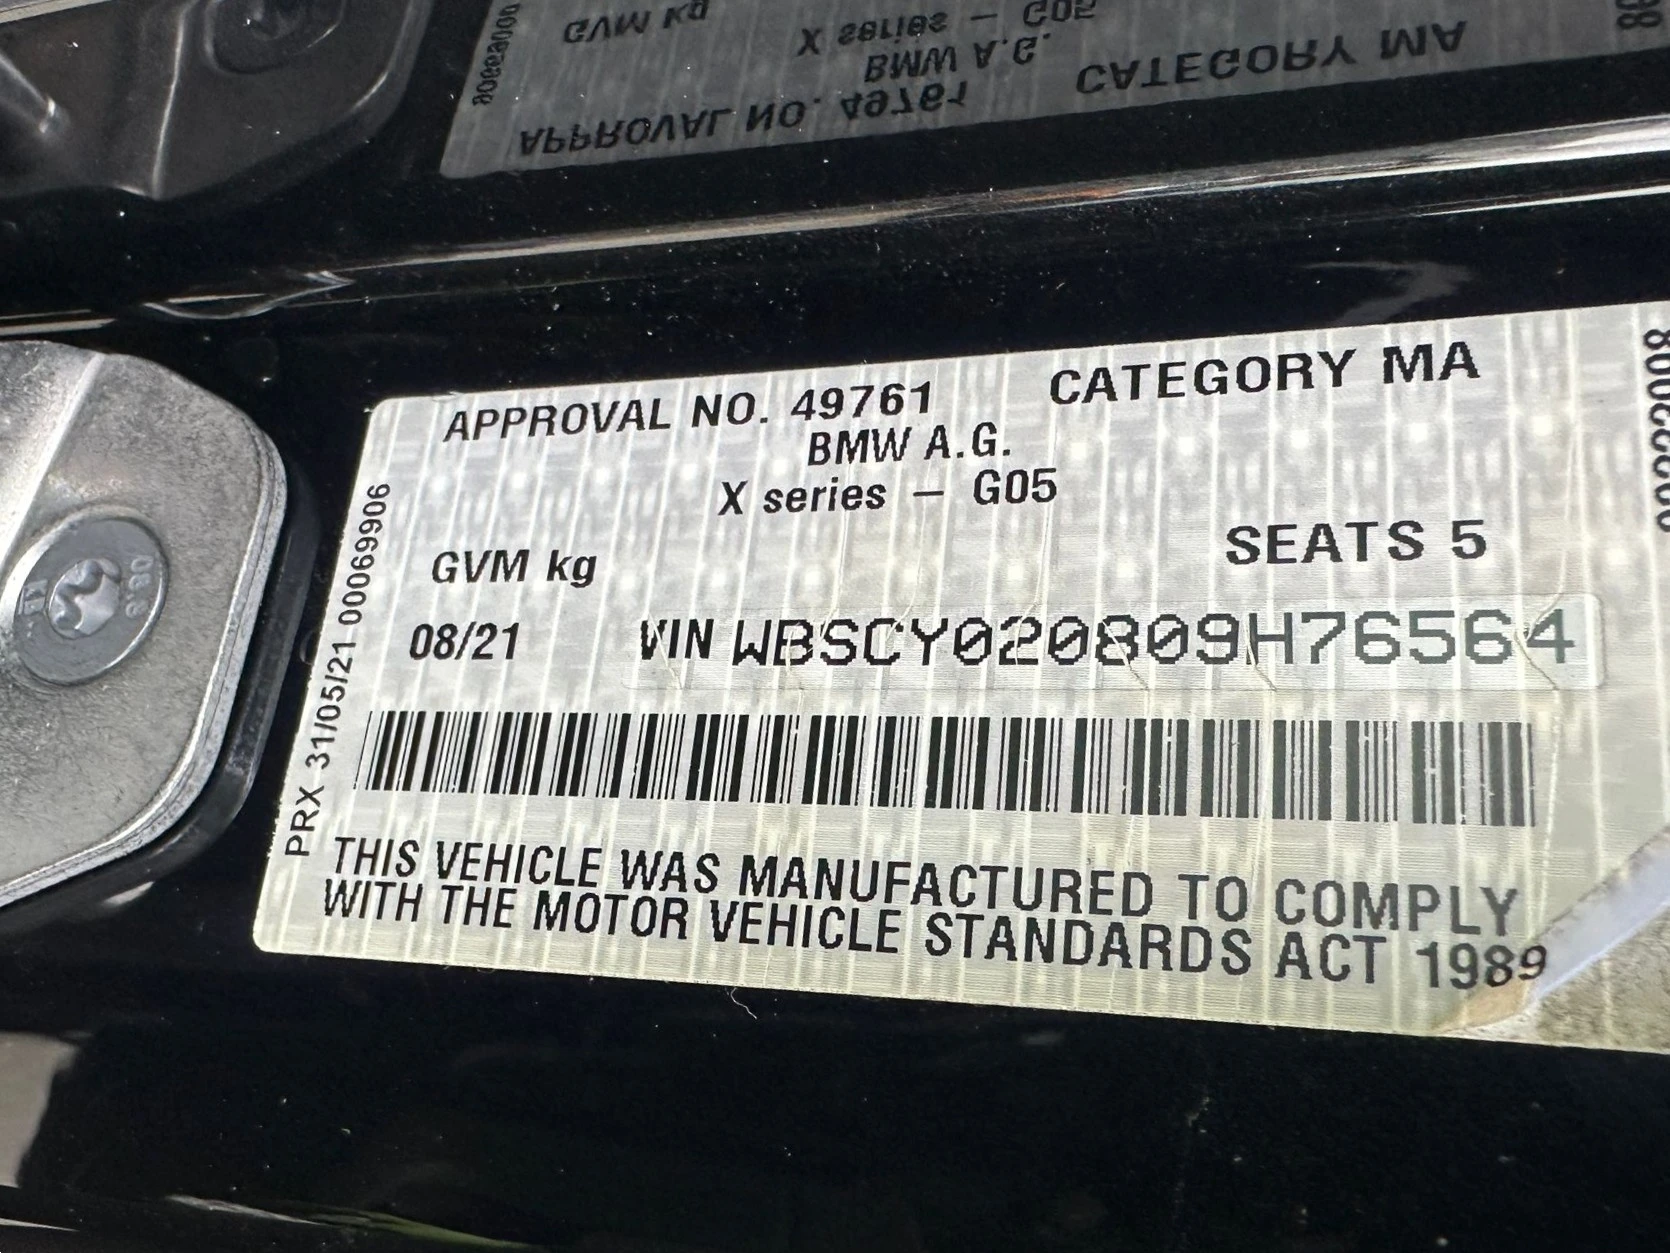 APPROVAL NO. 49761 CATEGORY MA
BMW A.G.
X series – G05
GVM kg SEATS 5
08/21 VIN WBSCY020809H76564
THIS VEHICLE WAS MANUFACTURED TO COMPLY
WITH THE MOTOR VEHICLE STANDARDS ACT 1989
PRX 31/05/21 00069906